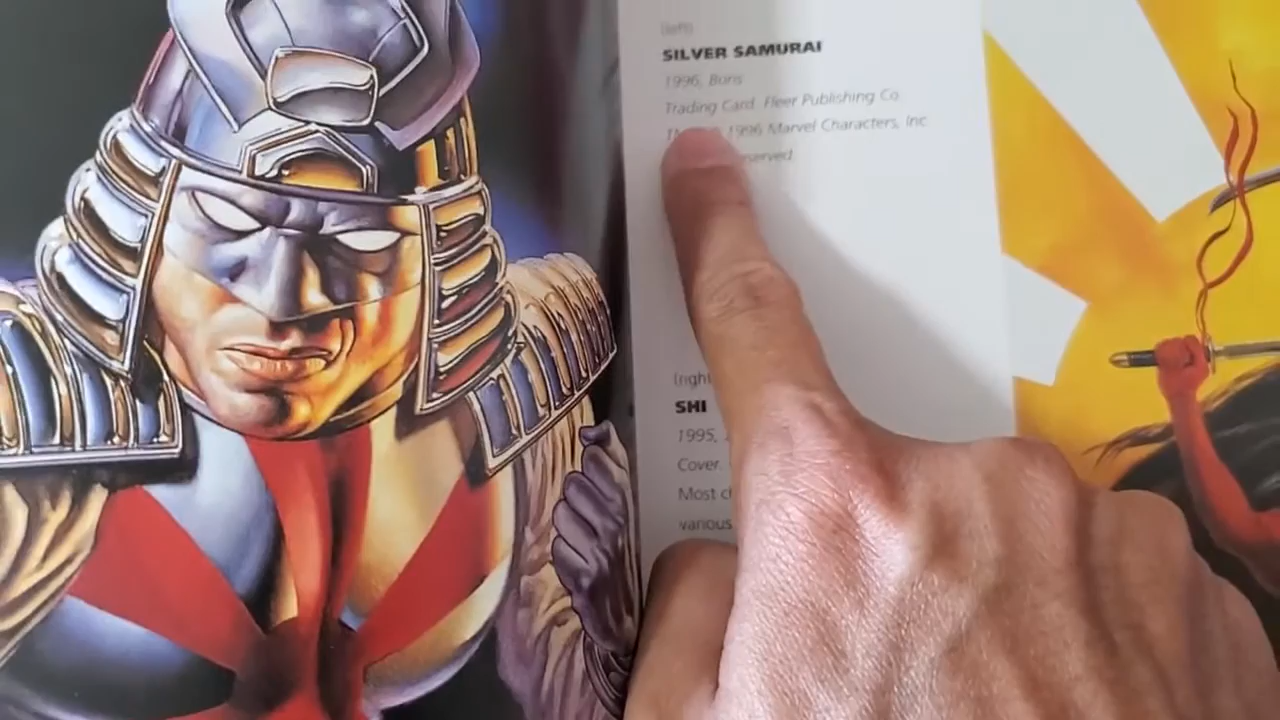 (left)
SILVER SAMURAI
1996, Boris
Trading Card. Fleer Publishing Co.
1996 Marvel Characters, Inc.
(right
SHI
1995,
Cover.
Most
various